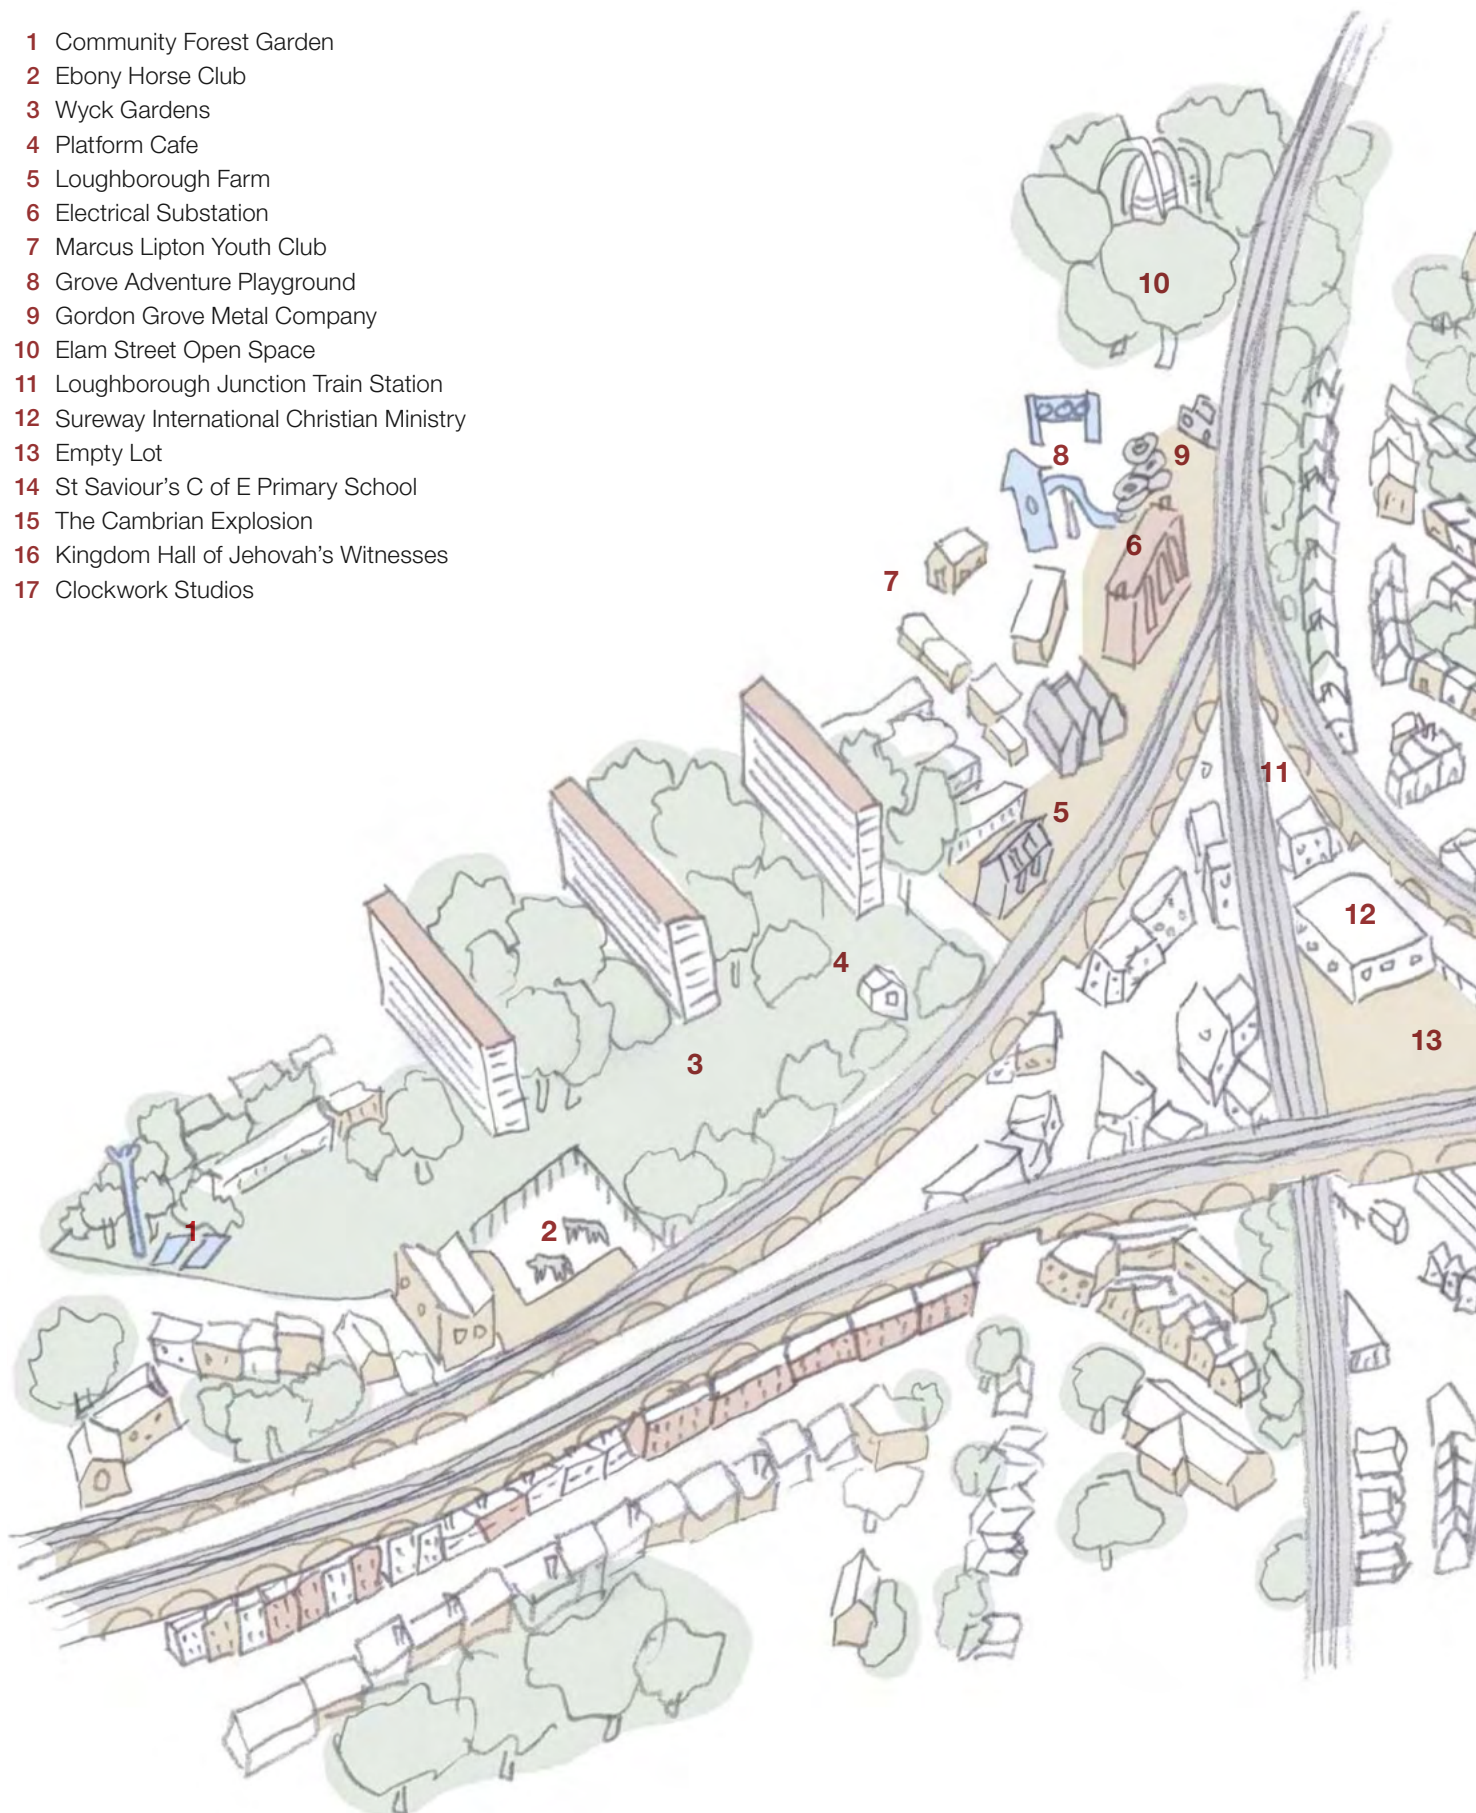 1 Community Forest Garden
2 Ebony Horse Club
3 Wyck Gardens
4 Platform Cafe
5 Loughborough Farm
6 Electrical Substation
7 Marcus Lipton Youth Club
8 Grove Adventure Playground
9 Gordon Grove Metal Company
10 Elam Street Open Space
11 Loughborough Junction Train Station
12 Sureway International Christian Ministry
13 Empty Lot
14 St Saviour's C of E Primary School
15 The Cambrian Explosion
16 Kingdom Hall of Jehovah's Witnesses
17 Clockwork Studios
10
8
9
6
7
11
5
12
4
13
3
1
2